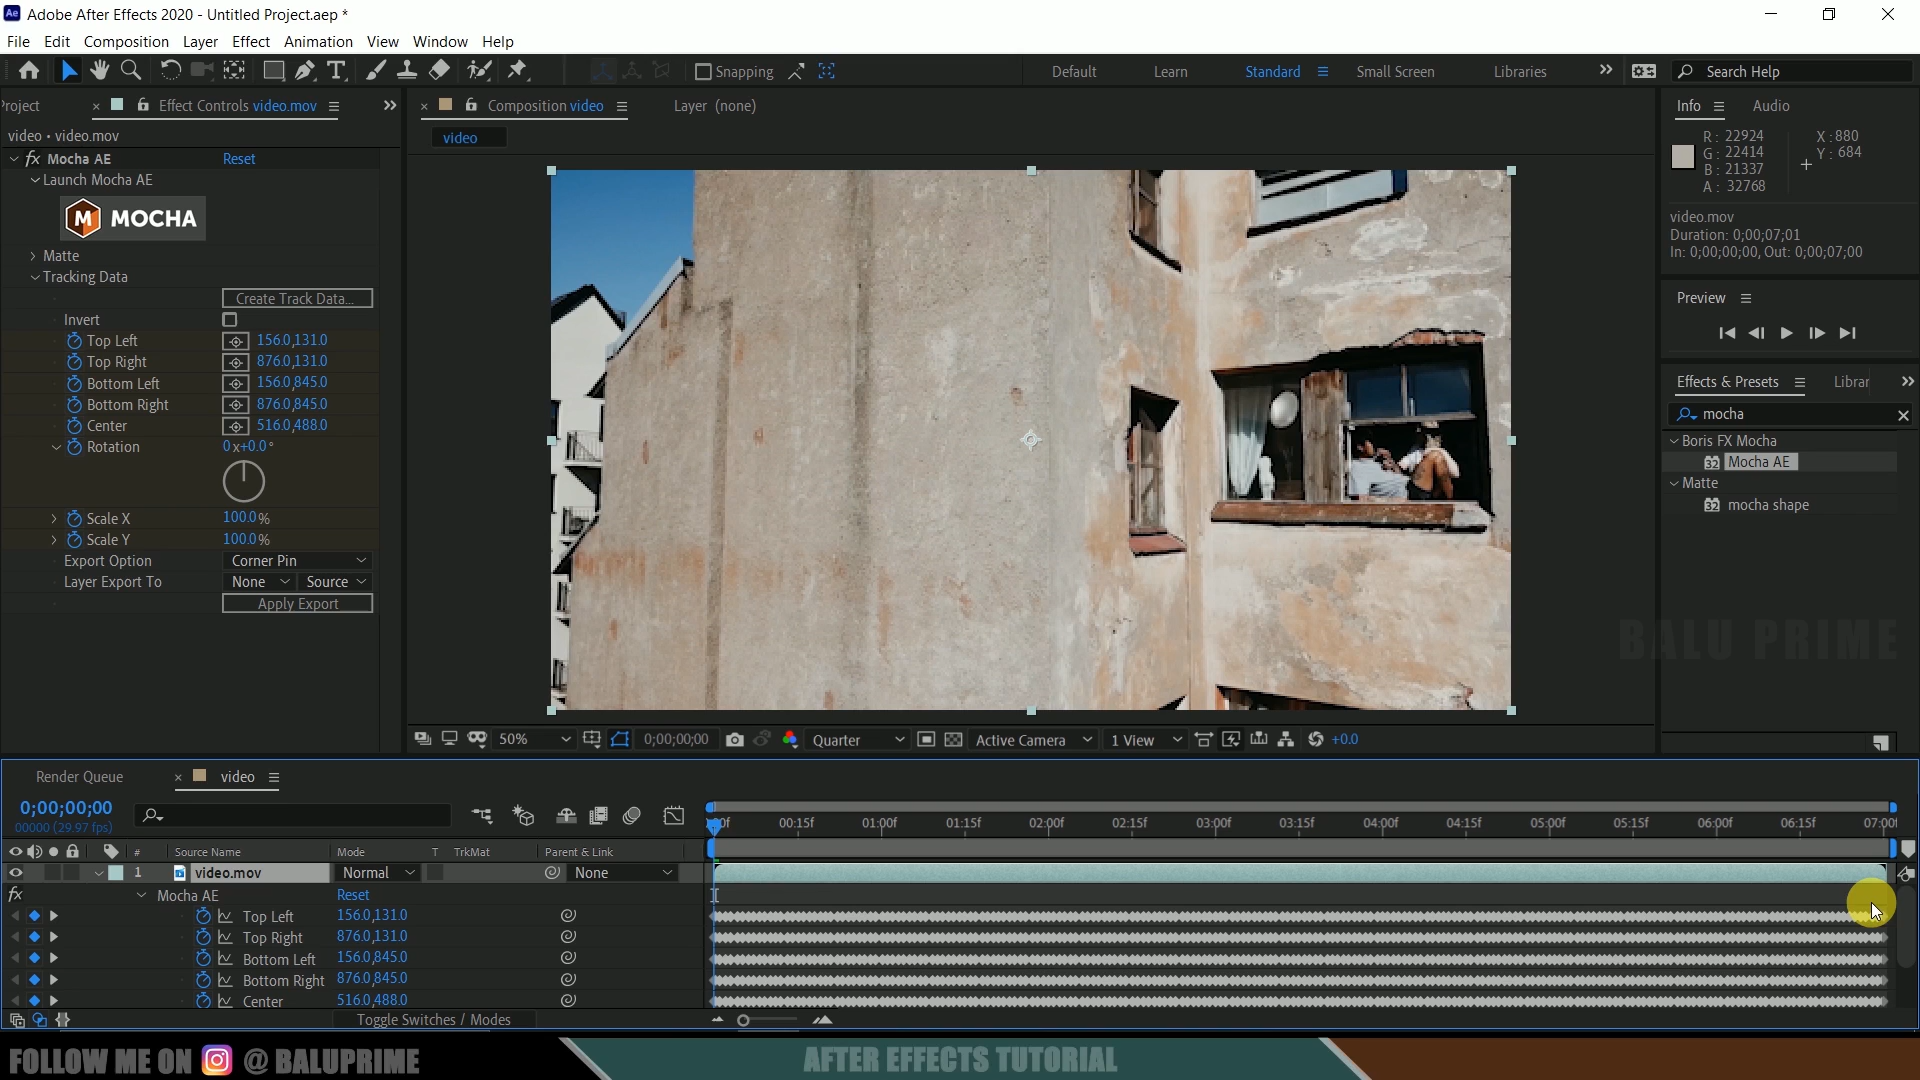 Ae Adobe After Effects 2020 - Untitled Project.aep *
File Edit Composition Layer Effect Animation View Window Help
Snapping Default Learn Standard Small Screen Libraries Search Help
roject Effect Controls video.mov Composition video Layer (none) Info Audio
video • video.mov
video
R: 22924 X: 880
G: 22414 Y: 684
B: 21337
A: 32768
fx Mocha AE Reset
Launch Mocha AE
M MOCHA
Matte
Tracking Data
Create Track Data...
Invert
Top Left 156.0,131.0
Top Right 876.0,131.0
Bottom Left 156.0,845.0
Bottom Right 876.0,845.0
Center 516.0,488.0
Rotation 0x+0.0°
Scale X 100.0%
Scale Y 100.0%
Export Option Corner Pin
Layer Export To None Source
Apply Export
video.mov
Duration: 0;00;07;01
In: 0;00;00;00, Out: 0;00;07;00
Preview
Effects & Presets Librar
mocha
Boris FX Mocha
32 Mocha AE
Matte
32 mocha shape
BALU PRIME
50% 0;00;00;00 Quarter Active Camera 1 View +0.0
Render Queue video
0;00;00;00
00000 (29.97 fps)
00f 00:15f 01:00f 01:15f 02:00f 02:15f 03:00f 03:15f 04:00f 04:15f 05:00f 05:15f 06:00f 06:15f 07:00
# Source Name Mode T TrkMat Parent & Link
1 video.mov Normal None
fx Mocha AE Reset
Top Left 156.0,131.0
Top Right 876.0,131.0
Bottom Left 156.0,845.0
Bottom Right 876.0,845.0
Center 516.0,488.0
Toggle Switches / Modes
FOLLOW ME ON @ BALUPRIME AFTER EFFECTS TUTORIAL